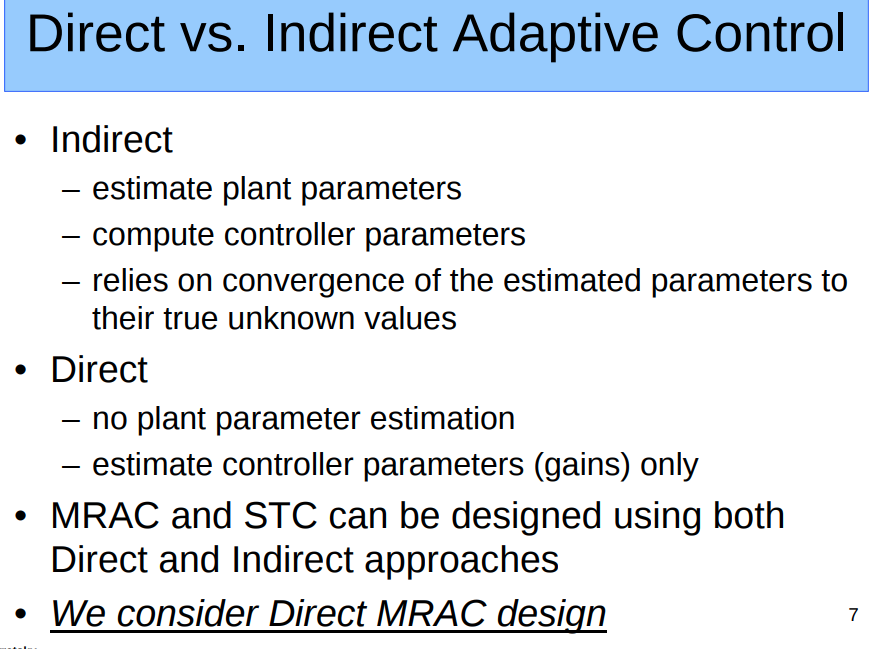 Direct vs. Indirect Adaptive Control
• Indirect
– estimate plant parameters
– compute controller parameters
– relies on convergence of the estimated parameters to
their true unknown values
• Direct
– no plant parameter estimation
– estimate controller parameters (gains) only
• MRAC and STC can be designed using both
Direct and Indirect approaches
• We consider Direct MRAC design
7